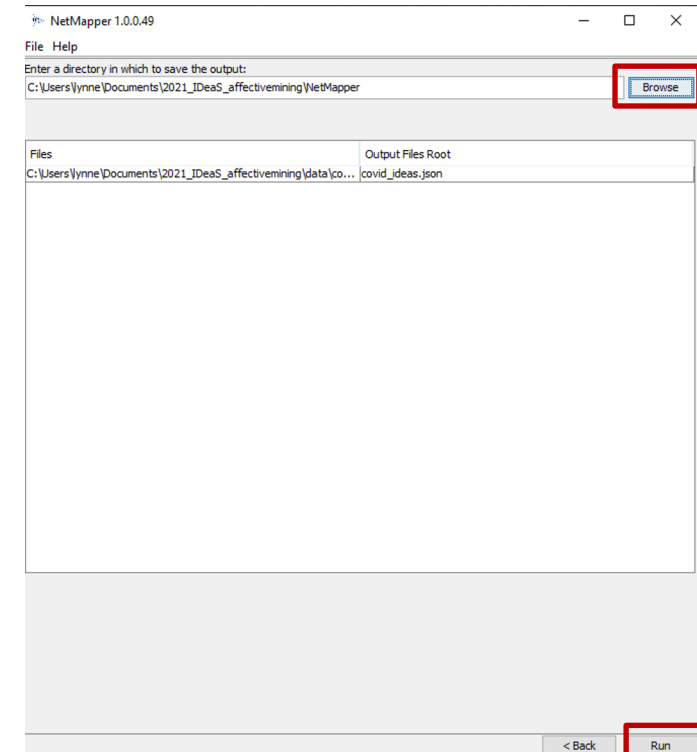 NetMapper 1.0.0.49
File Help
Enter a directory in which to save the output:
C:\Users\lynne\Documents\2021_IDeaS_affectivemining\NetMapper
Browse
Files Output Files Root
C:\Users\lynne\Documents\2021_IDeaS_affectivemining\data\co... covid_ideas.json
< Back Run